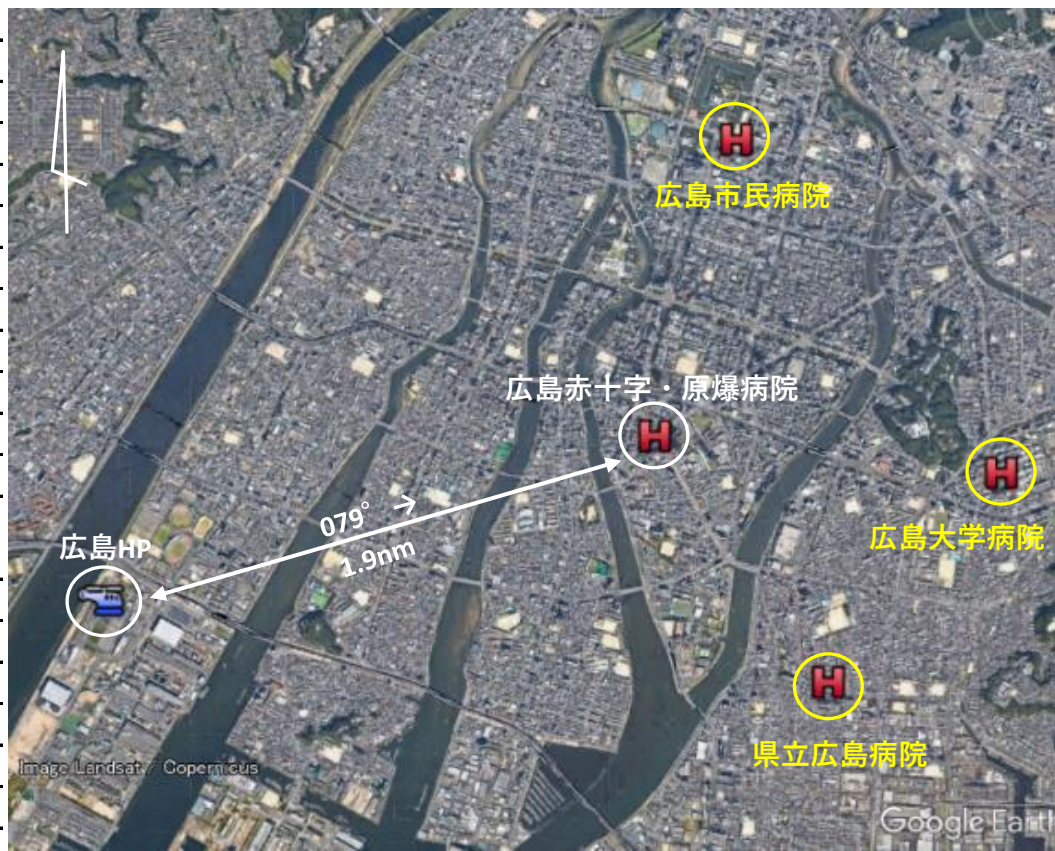 H
広島市民病院
広島赤十字・原爆病院
H
H
079° →
広島大学病院
1.9nm
広島HP
H
県立広島病院
Image Landsat / Copernicus
Google Earth